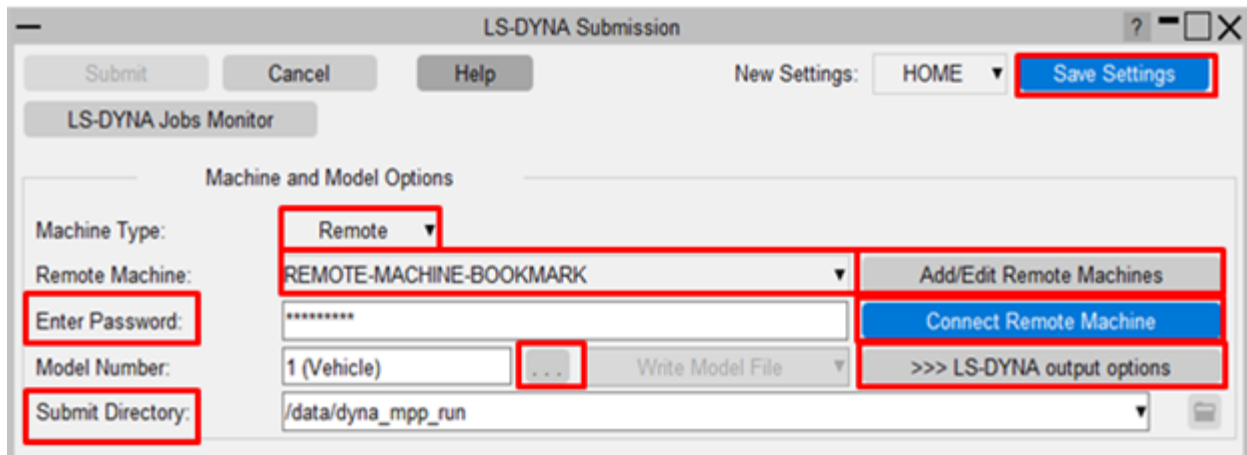 LS-DYNA Submission ?
Submit Cancel Help New Settings: HOME Save Settings
LS-DYNA Jobs Monitor
Machine and Model Options
Machine Type: Remote
Remote Machine: REMOTE-MACHINE-BOOKMARK Add/Edit Remote Machines
Enter Password: ********* Connect Remote Machine
Model Number: 1 (Vehicle) ... Write Model File >>> LS-DYNA output options
Submit Directory: /data/dyna_mpp_run